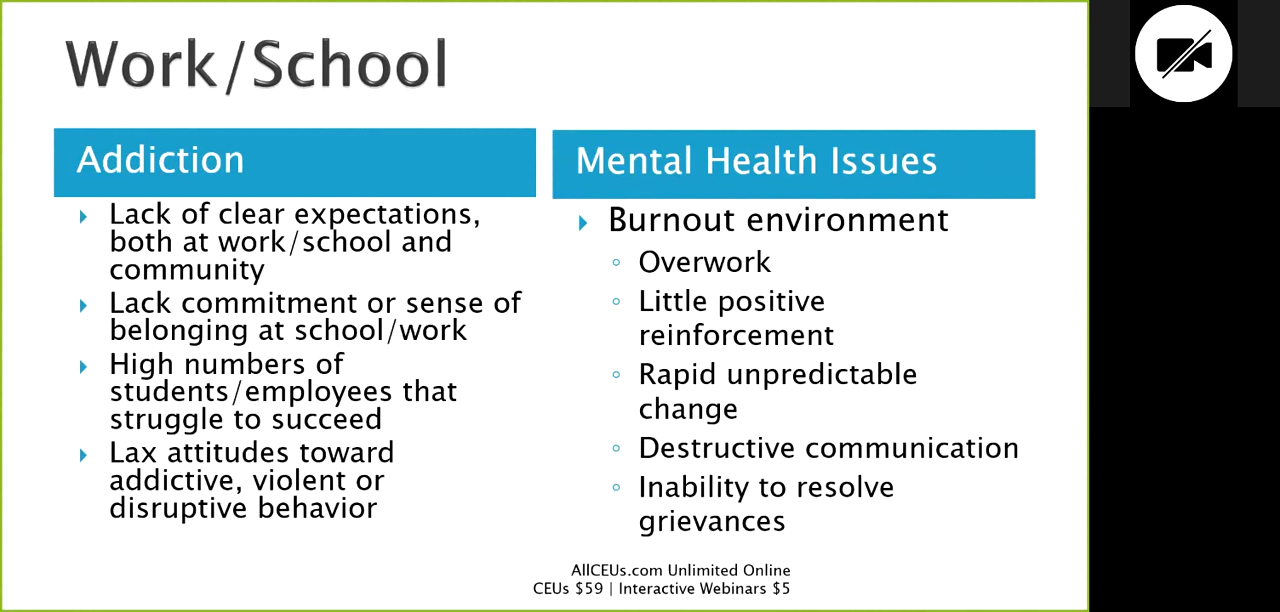 Work/School
Addiction
Lack of clear expectations,
both at work/school and
community
Lack commitment or sense of
belonging at school/work
High numbers of
students/employees that
struggle to succeed
Lax attitudes toward
addictive, violent or
disruptive behavior
Mental Health Issues
Burnout environment
Overwork
Little positive
reinforcement
Rapid unpredictable
change
Destructive communication
Inability to resolve
grievances
AllCEUs.com Unlimited Online
CEUs $59 | Interactive Webinars $5